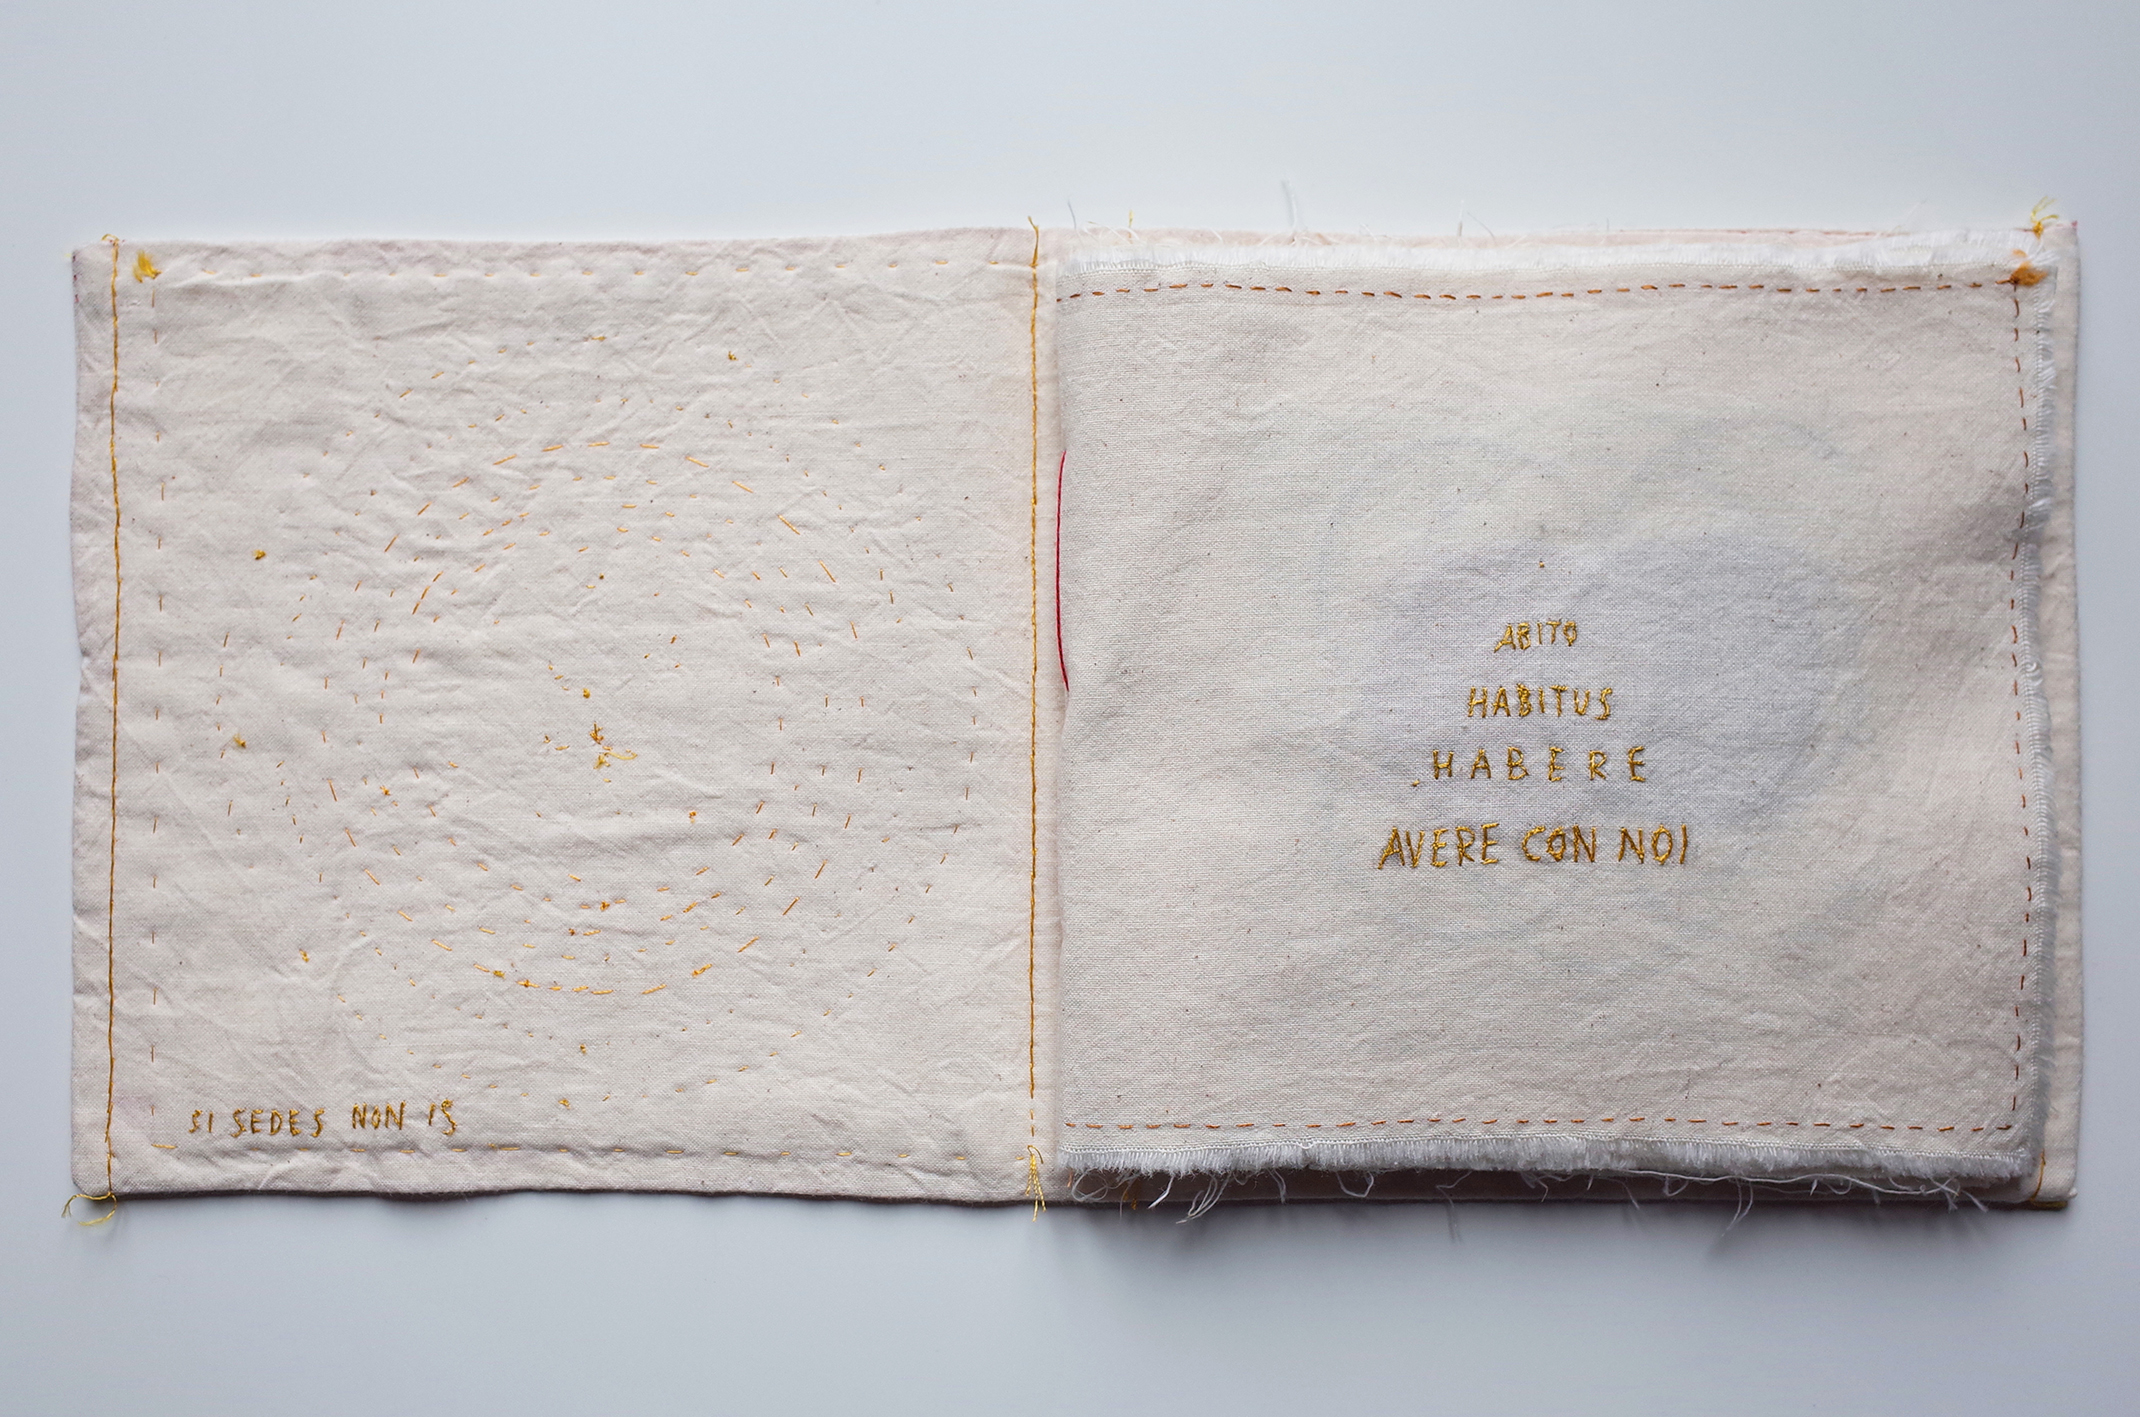 SI SEDES NON IS
ABITO
HABITUS
HABERE
AVERE CON NOI